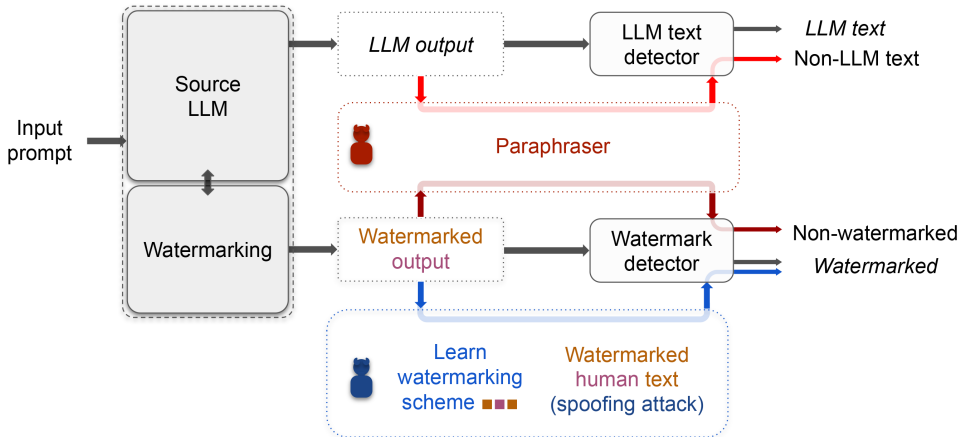 Input
prompt
Source
LLM
Watermarking
LLM output
LLM text
detector
LLM text
Non-LLM text
Paraphraser
Watermarked
output
Watermark
detector
Non-watermarked
Watermarked
Learn
watermarking
scheme
Watermarked
human text
(spoofing attack)